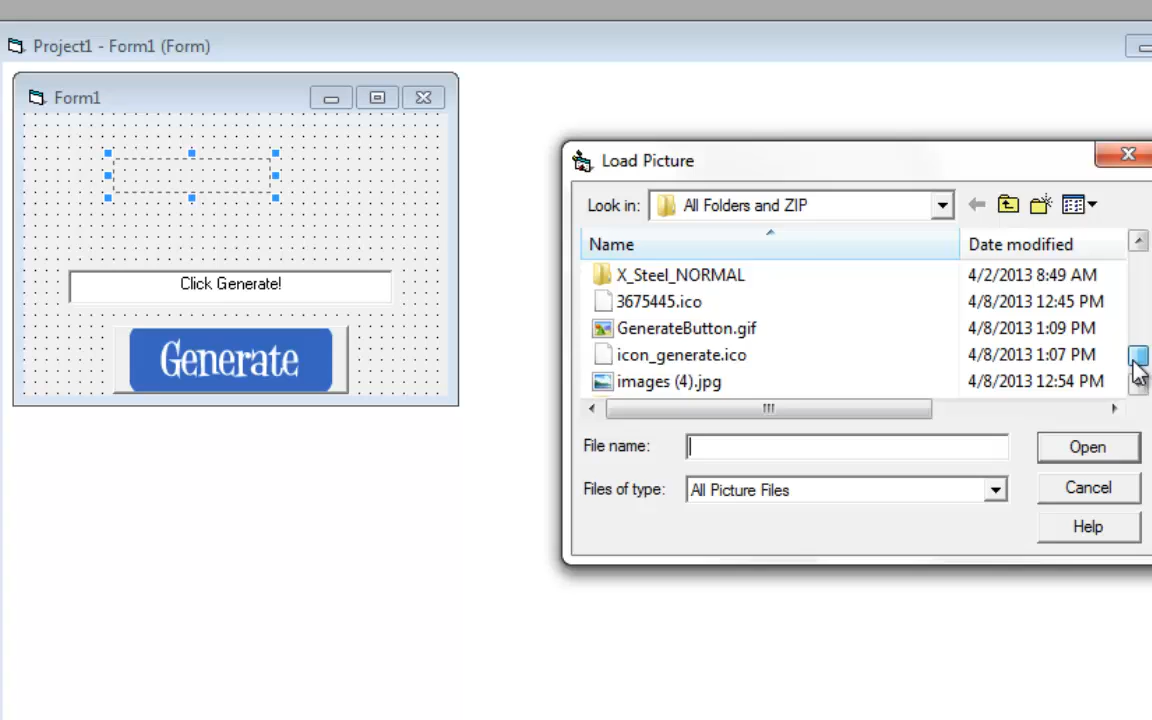 Project1 - Form1 (Form)
Form1
Click Generate!
Generate
Load Picture
Look in:
All Folders and ZIP
Name
Date modified
X_Steel_NORMAL
4/2/2013 8:49 AM
3675445.ico
4/8/2013 12:45 PM
GenerateButton.gif
4/8/2013 1:09 PM
icon_generate.ico
4/8/2013 1:07 PM
images (4).jpg
4/8/2013 12:54 PM
File name:
Open
Files of type:
All Picture Files
Cancel
Help